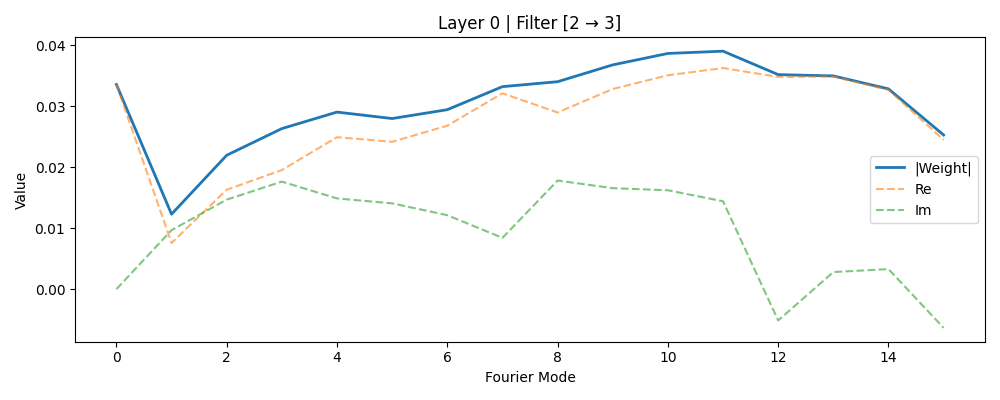 Layer 0 | Filter [2 → 3]
0.04
0.03
0.02
0.01
0.00
Value
|Weight|
Re
Im
0 2 4 6 8 10 12 14
Fourier Mode